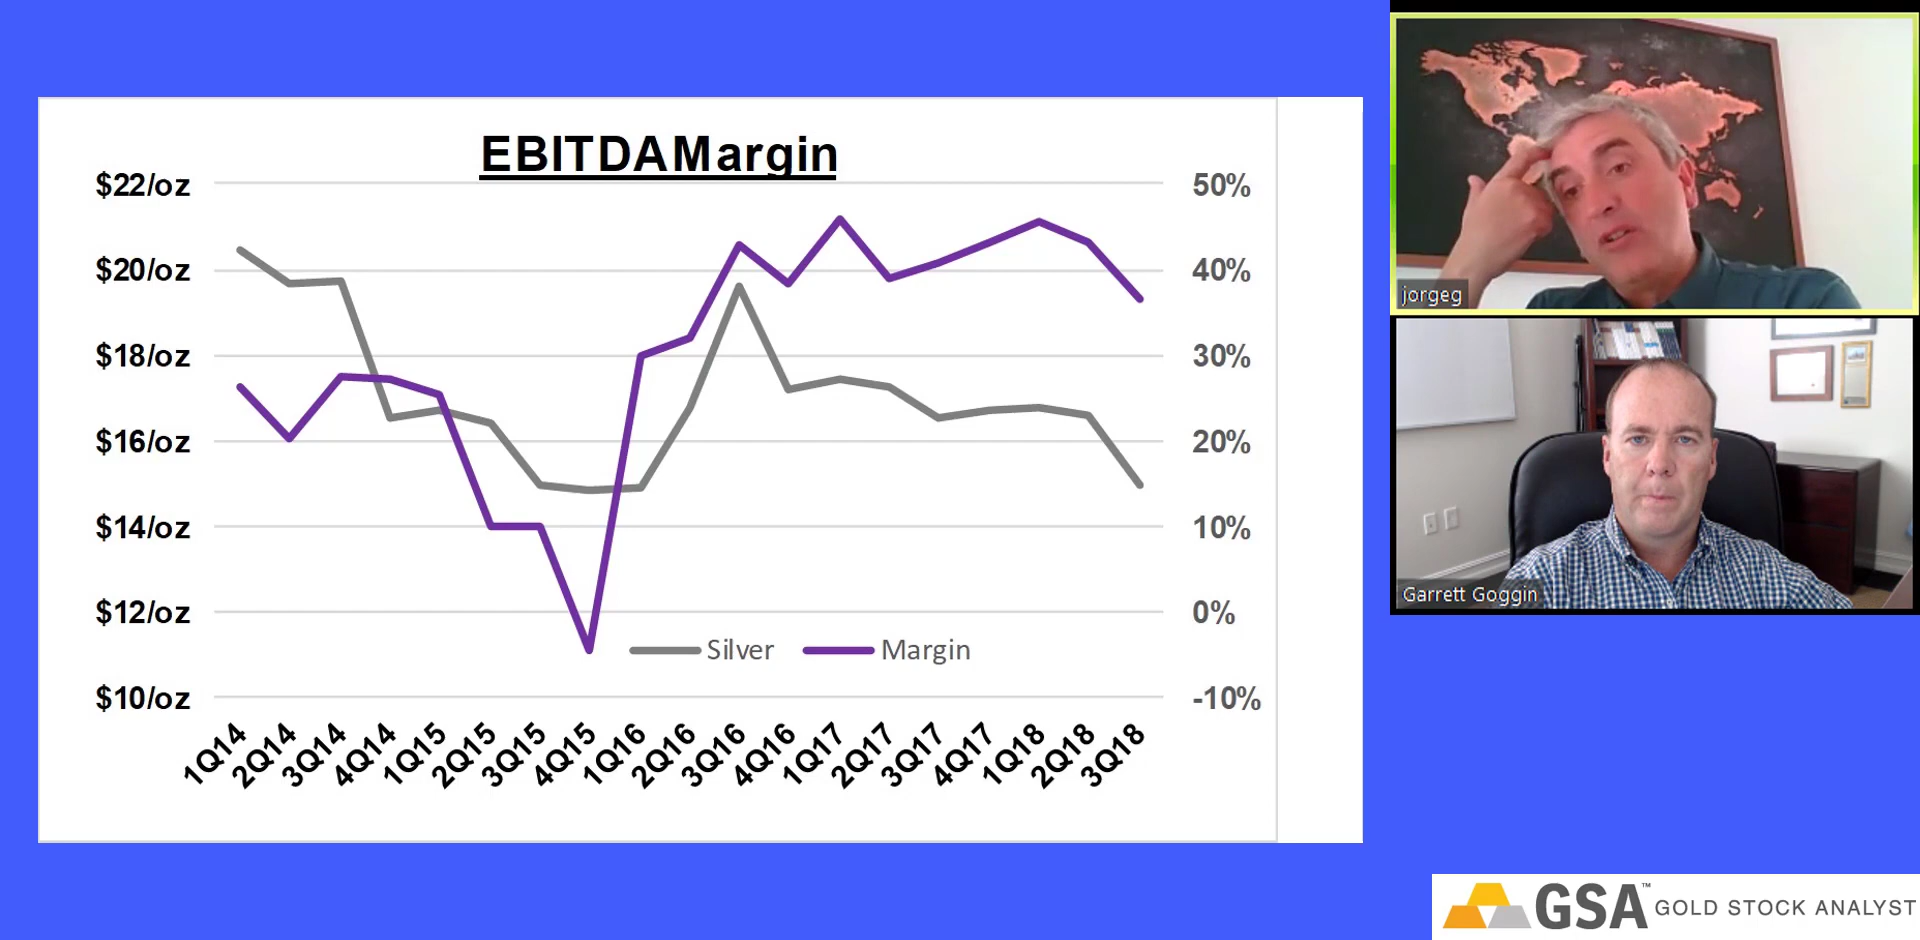 EBITDAMargin
$22/oz
$20/oz
$18/oz
$16/oz
$14/oz
$12/oz
$10/oz
50%
40%
30%
20%
10%
0%
-10%
Silver
Margin
1Q14
2Q14
3Q14
4Q14
1Q15
2Q15
3Q15
4Q15
1Q16
2Q16
3Q16
4Q16
1Q17
2Q17
3Q17
4Q17
1Q18
2Q18
3Q18
jorgeg
Garrett Goggin
GSA™ GOLD STOCK ANALYST